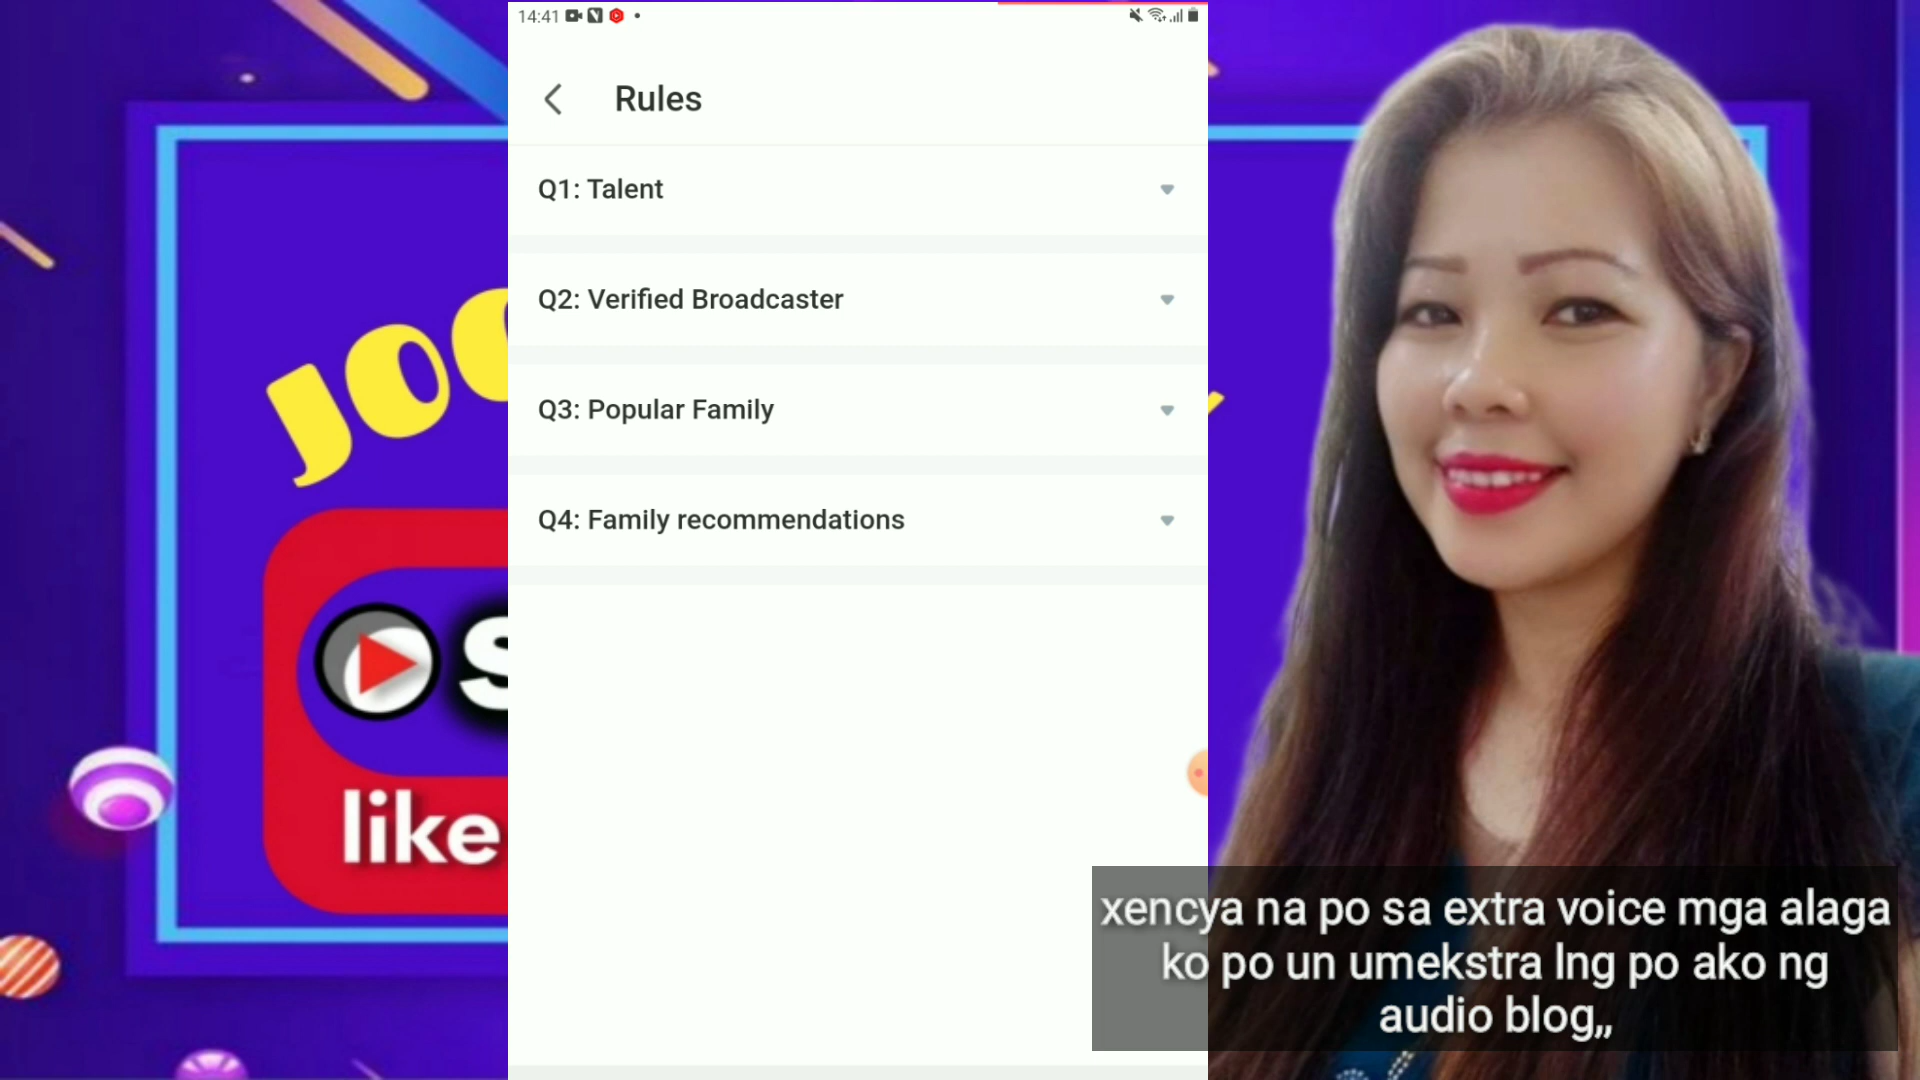 14:41
Rules
Q1: Talent
Q2: Verified Broadcaster
Q3: Popular Family
Q4: Family recommendations
like
xencya na po sa extra voice mga alaga
ko po un umekstra lng po ako ng
audio blog,,